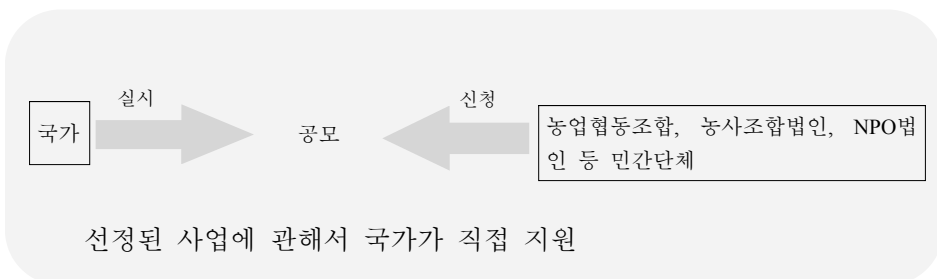 실시
신청
국가
공모
농업협동조합, 농사조합법인, NPO법
인 등 민간단체
선정된 사업에 관해서 국가가 직접 지원